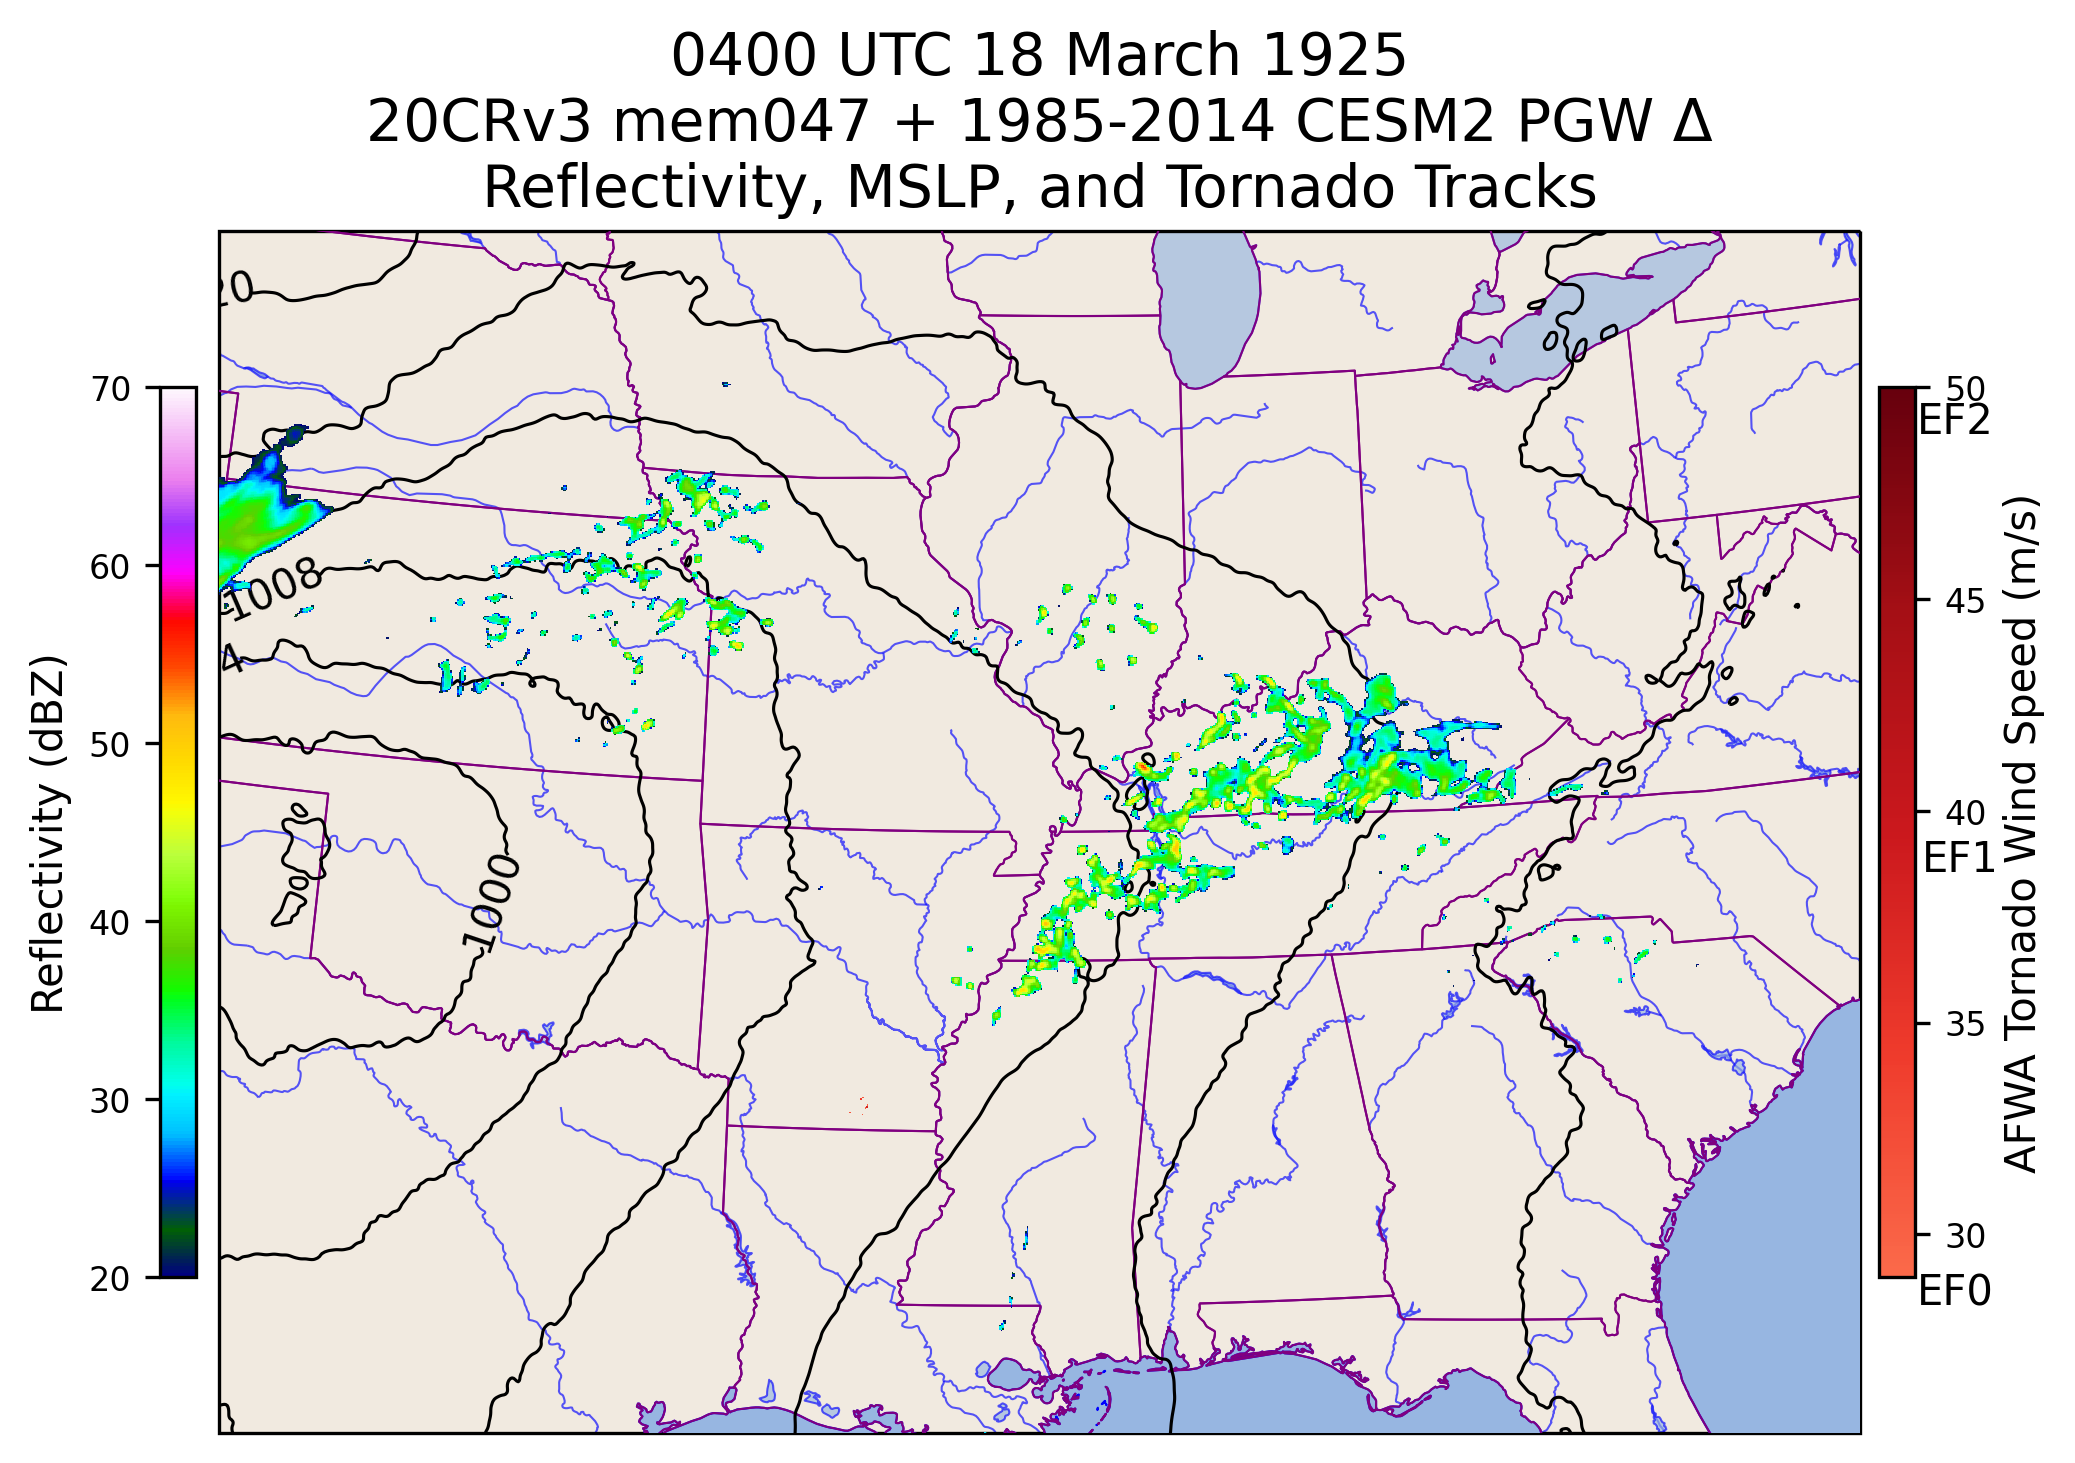 0400 UTC 18 March 1925
20CRv3 mem047 + 1985-2014 CESM2 PGW Δ
Reflectivity, MSLP, and Tornado Tracks
20
1008
4
1000
1000
70
60
50
40
30
20
Reflectivity (dBZ)
50
EF2
45
40
EF1
35
30
EF0
AFWA Tornado Wind Speed (m/s)